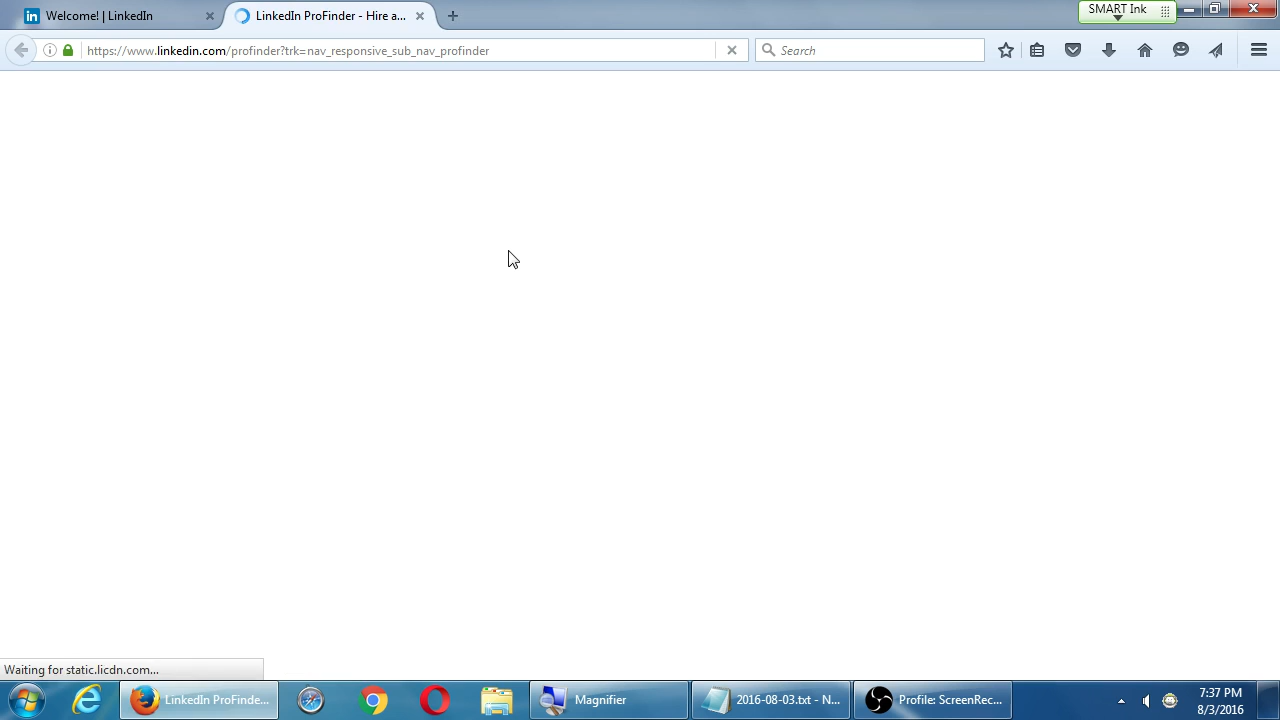 Welcome! | LinkedIn
LinkedIn ProFinder - Hire a...
SMART Ink
https://www.linkedin.com/profinder?trk=nav_responsive_sub_nav_profinder
Search
Waiting for static.licdn.com...
LinkedIn ProFinde...
Magnifier
2016-08-03.txt - N...
Profile: ScreenRec...
7:37 PM
8/3/2016